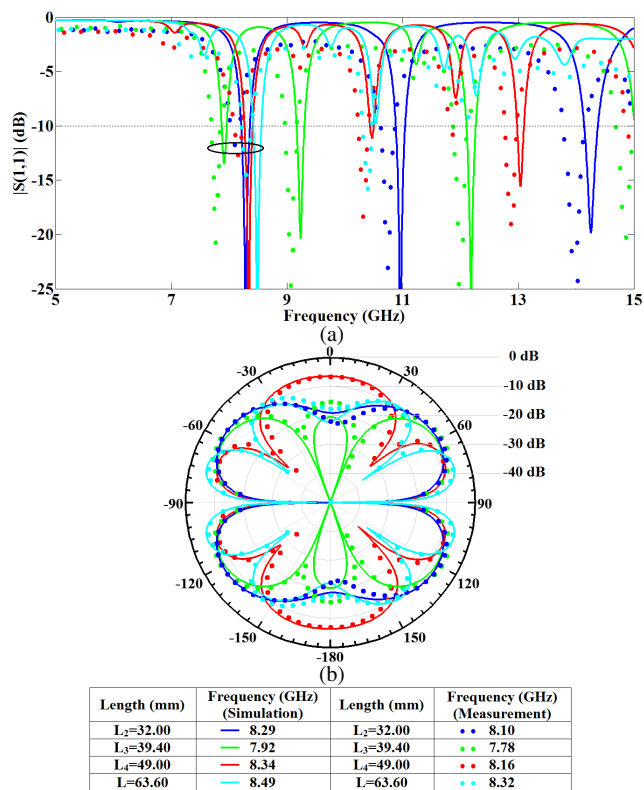 0
-5
-10
-15
-20
-25
|S(1,1)| (dB)
5 7 9 11 13 15
Frequency (GHz)
(a)
0
0 dB
-30 30
-10 dB
-20 dB
-60 60
-30 dB
-40 dB
-90 90
-120 120
-150 150
-180
(b)
Length (mm) Frequency (GHz) (Simulation) Length (mm) Frequency (GHz) (Measurement)
L₂=32.00 8.29 L₂=32.00 8.10
L₃=39.40 7.92 L₃=39.40 7.78
L₄=49.00 8.34 L₄=49.00 8.16
L=63.60 8.49 L=63.60 8.32